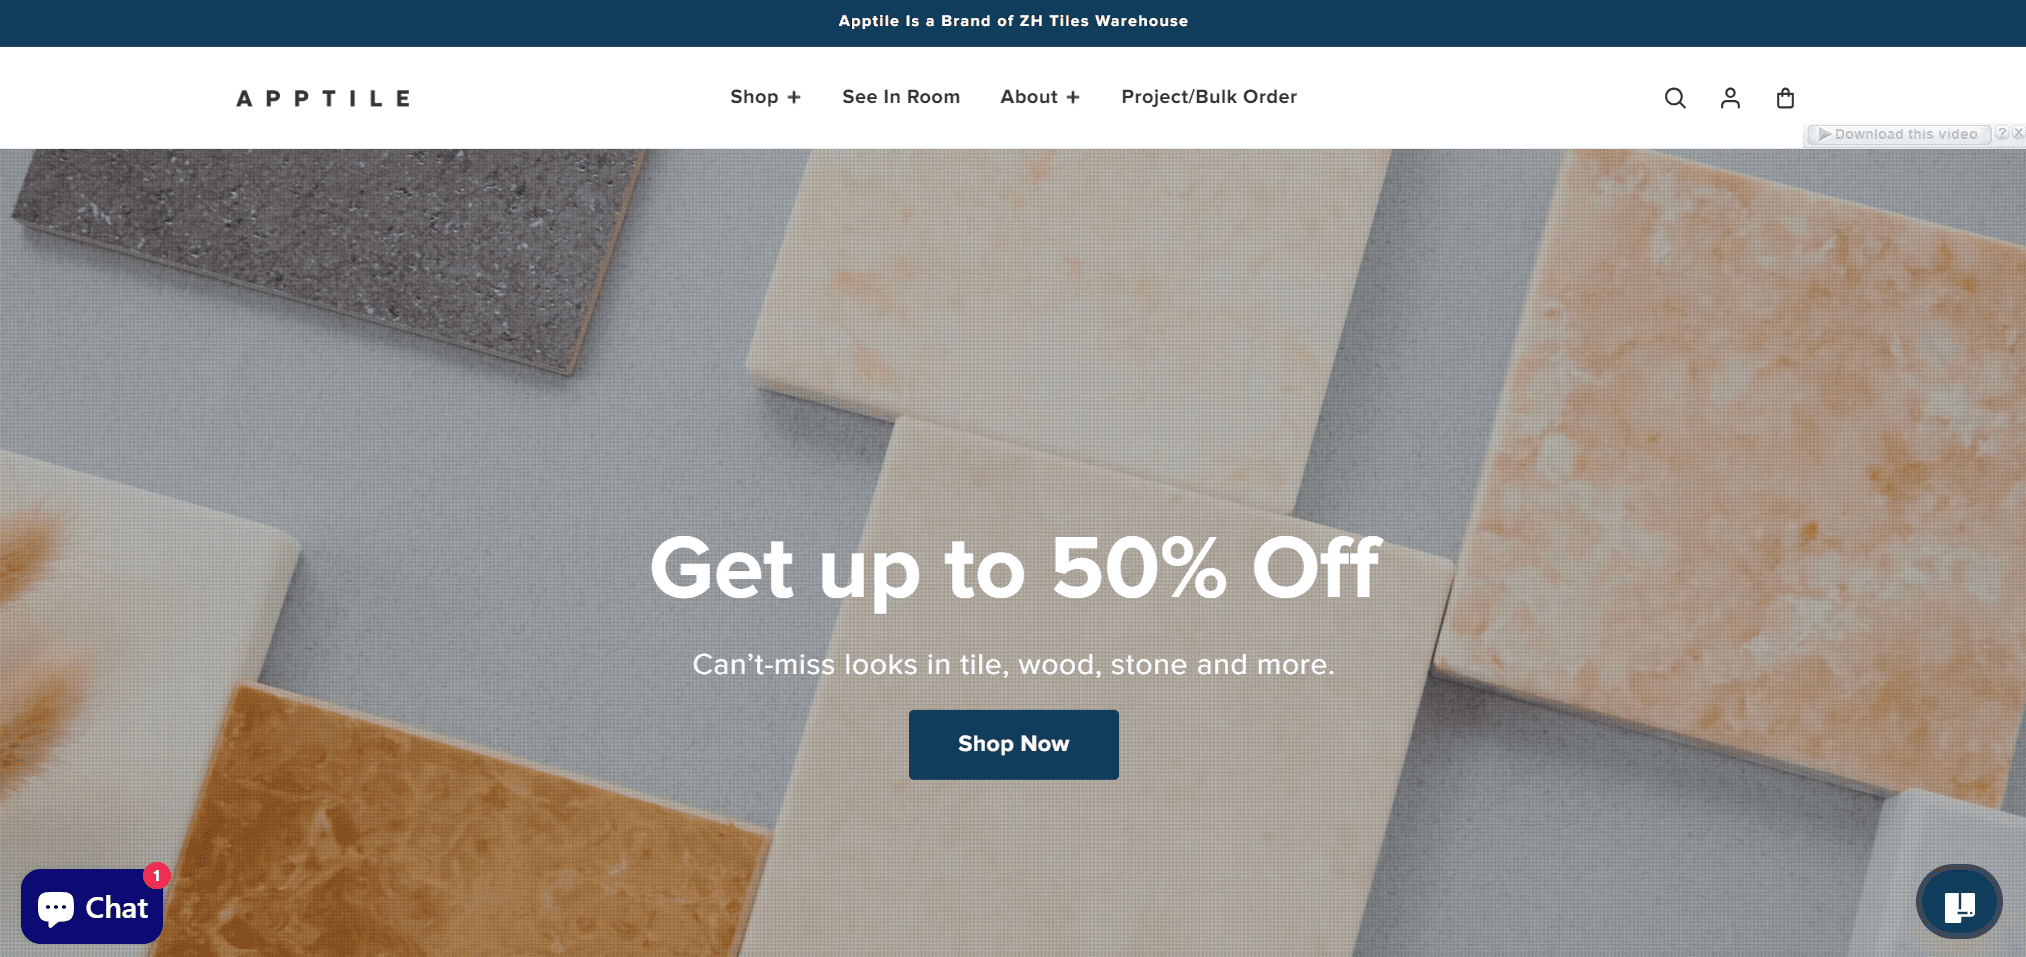 Apptile Is a Brand of ZH Tiles Warehouse
APPTILE
Shop +
See In Room
About +
Project/Bulk Order
Download this video
?
X
Get up to 50% Off
Can’t-miss looks in tile, wood, stone and more.
Shop Now
1
Chat